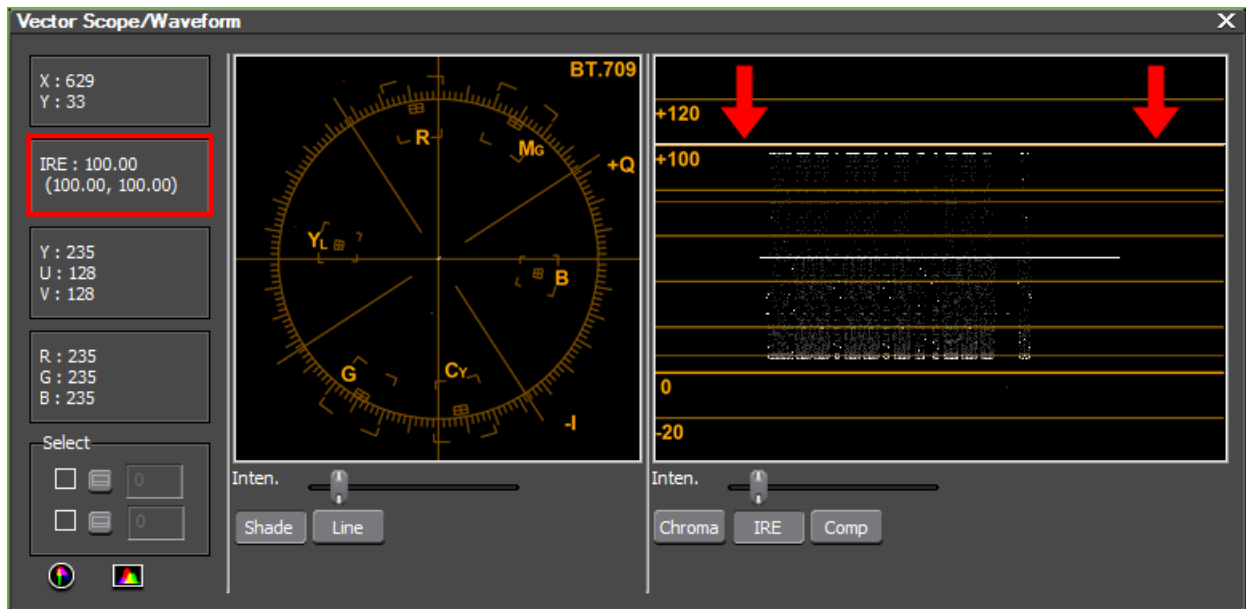 Vector Scope/Waveform
X : 629
Y : 33
IRE : 100.00
(100.00, 100.00)
Y : 235
U : 128
V : 128
R : 235
G : 235
B : 235
Select
0
0
BT.709
R
MG
+Q
YL
B
G
CY
-I
Inten.
Shade
Line
+120
+100
0
-20
Inten.
Chroma
IRE
Comp